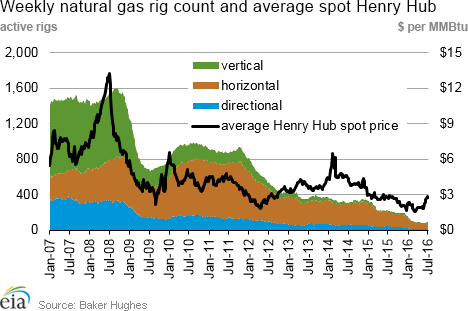 Weekly natural gas rig count and average spot Henry Hub
active rigs $ per MMBtu
2,000 $15
1,600 $12
1,200 $9
800 $6
400 $3
0 $0
vertical
horizontal
directional
average Henry Hub spot price
Jan-07 Jul-07 Jan-08 Jul-08 Jan-09 Jul-09 Jan-10 Jul-10 Jan-11 Jul-11 Jan-12 Jul-12 Jan-13 Jul-13 Jan-14 Jul-14 Jan-15 Jul-15 Jan-16 Jul-16
eia Source: Baker Hughes